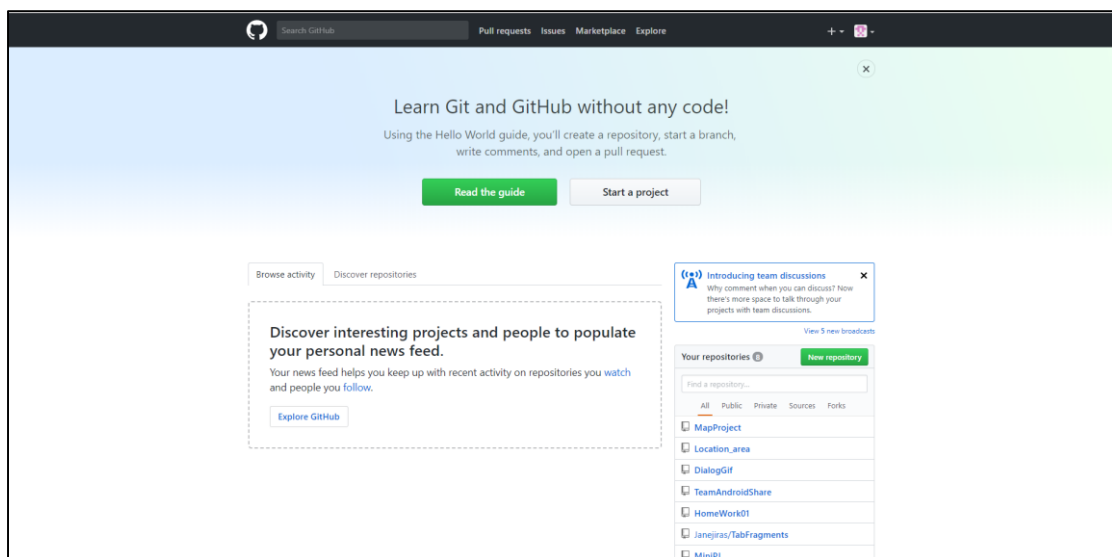 Search GitHub
Pull requests Issues Marketplace Explore
Learn Git and GitHub without any code!
Using the Hello World guide, you'll create a repository, start a branch,
write comments, and open a pull request.
Read the guide
Start a project
Browse activity
Discover repositories
Discover interesting projects and people to populate
your personal news feed.
Your news feed helps you keep up with recent activity on repositories you watch
and people you follow.
Explore GitHub
Introducing team discussions
Why comment when you can discuss? Now
there's more space to talk through your
projects with team discussions.
View 5 new broadcasts
Your repositories 8
New repository
Find a repository...
All Public Private Sources Forks
MapProject
Location_area
DialogGif
TeamAndroidShare
HomeWork01
Janejiras/TabFragments